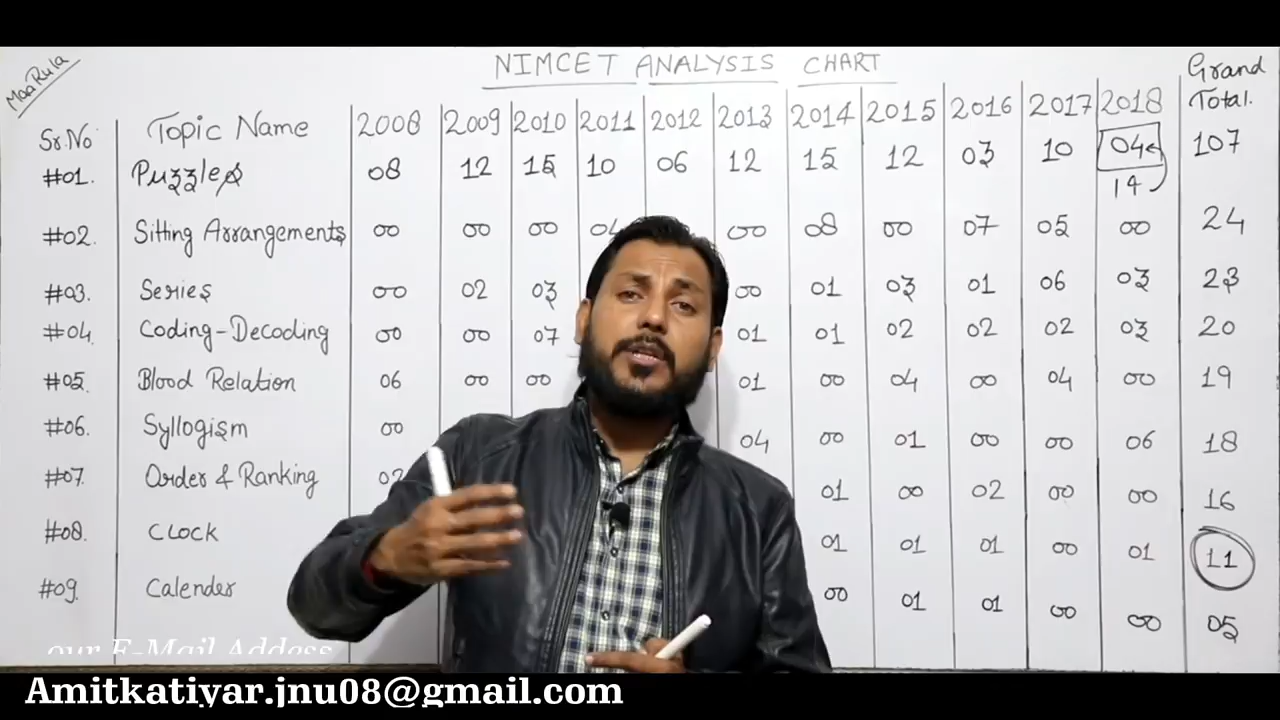 MaaRula
NIMCET ANALYSIS CHART
Grand Total.
Sr.No Topic Name 2008 2009 2010 2011 2012 2013 2014 2015 2016 2017 2018
#01. Puzzles 08 12 15 10 06 12 15 12 03 10 04 107
14
#02. Sitting Arrangements 00 00 00 04 00 08 00 07 05 00 24
#03. Series 00 02 03 00 01 03 01 06 03 23
#04. Coding-Decoding 00 00 07 01 01 02 02 02 03 20
#05. Blood Relation 06 00 00 01 00 04 00 04 00 19
#06. Syllogism 00 04 00 01 00 00 06 18
#07. Order & Ranking 02 01 00 02 00 00 16
#08. Clock 01 01 01 00 01 11
#09. Calender 00 01 01 00 00 05
our E-Mail Addess
Amitkatiyar.jnu08@gmail.com